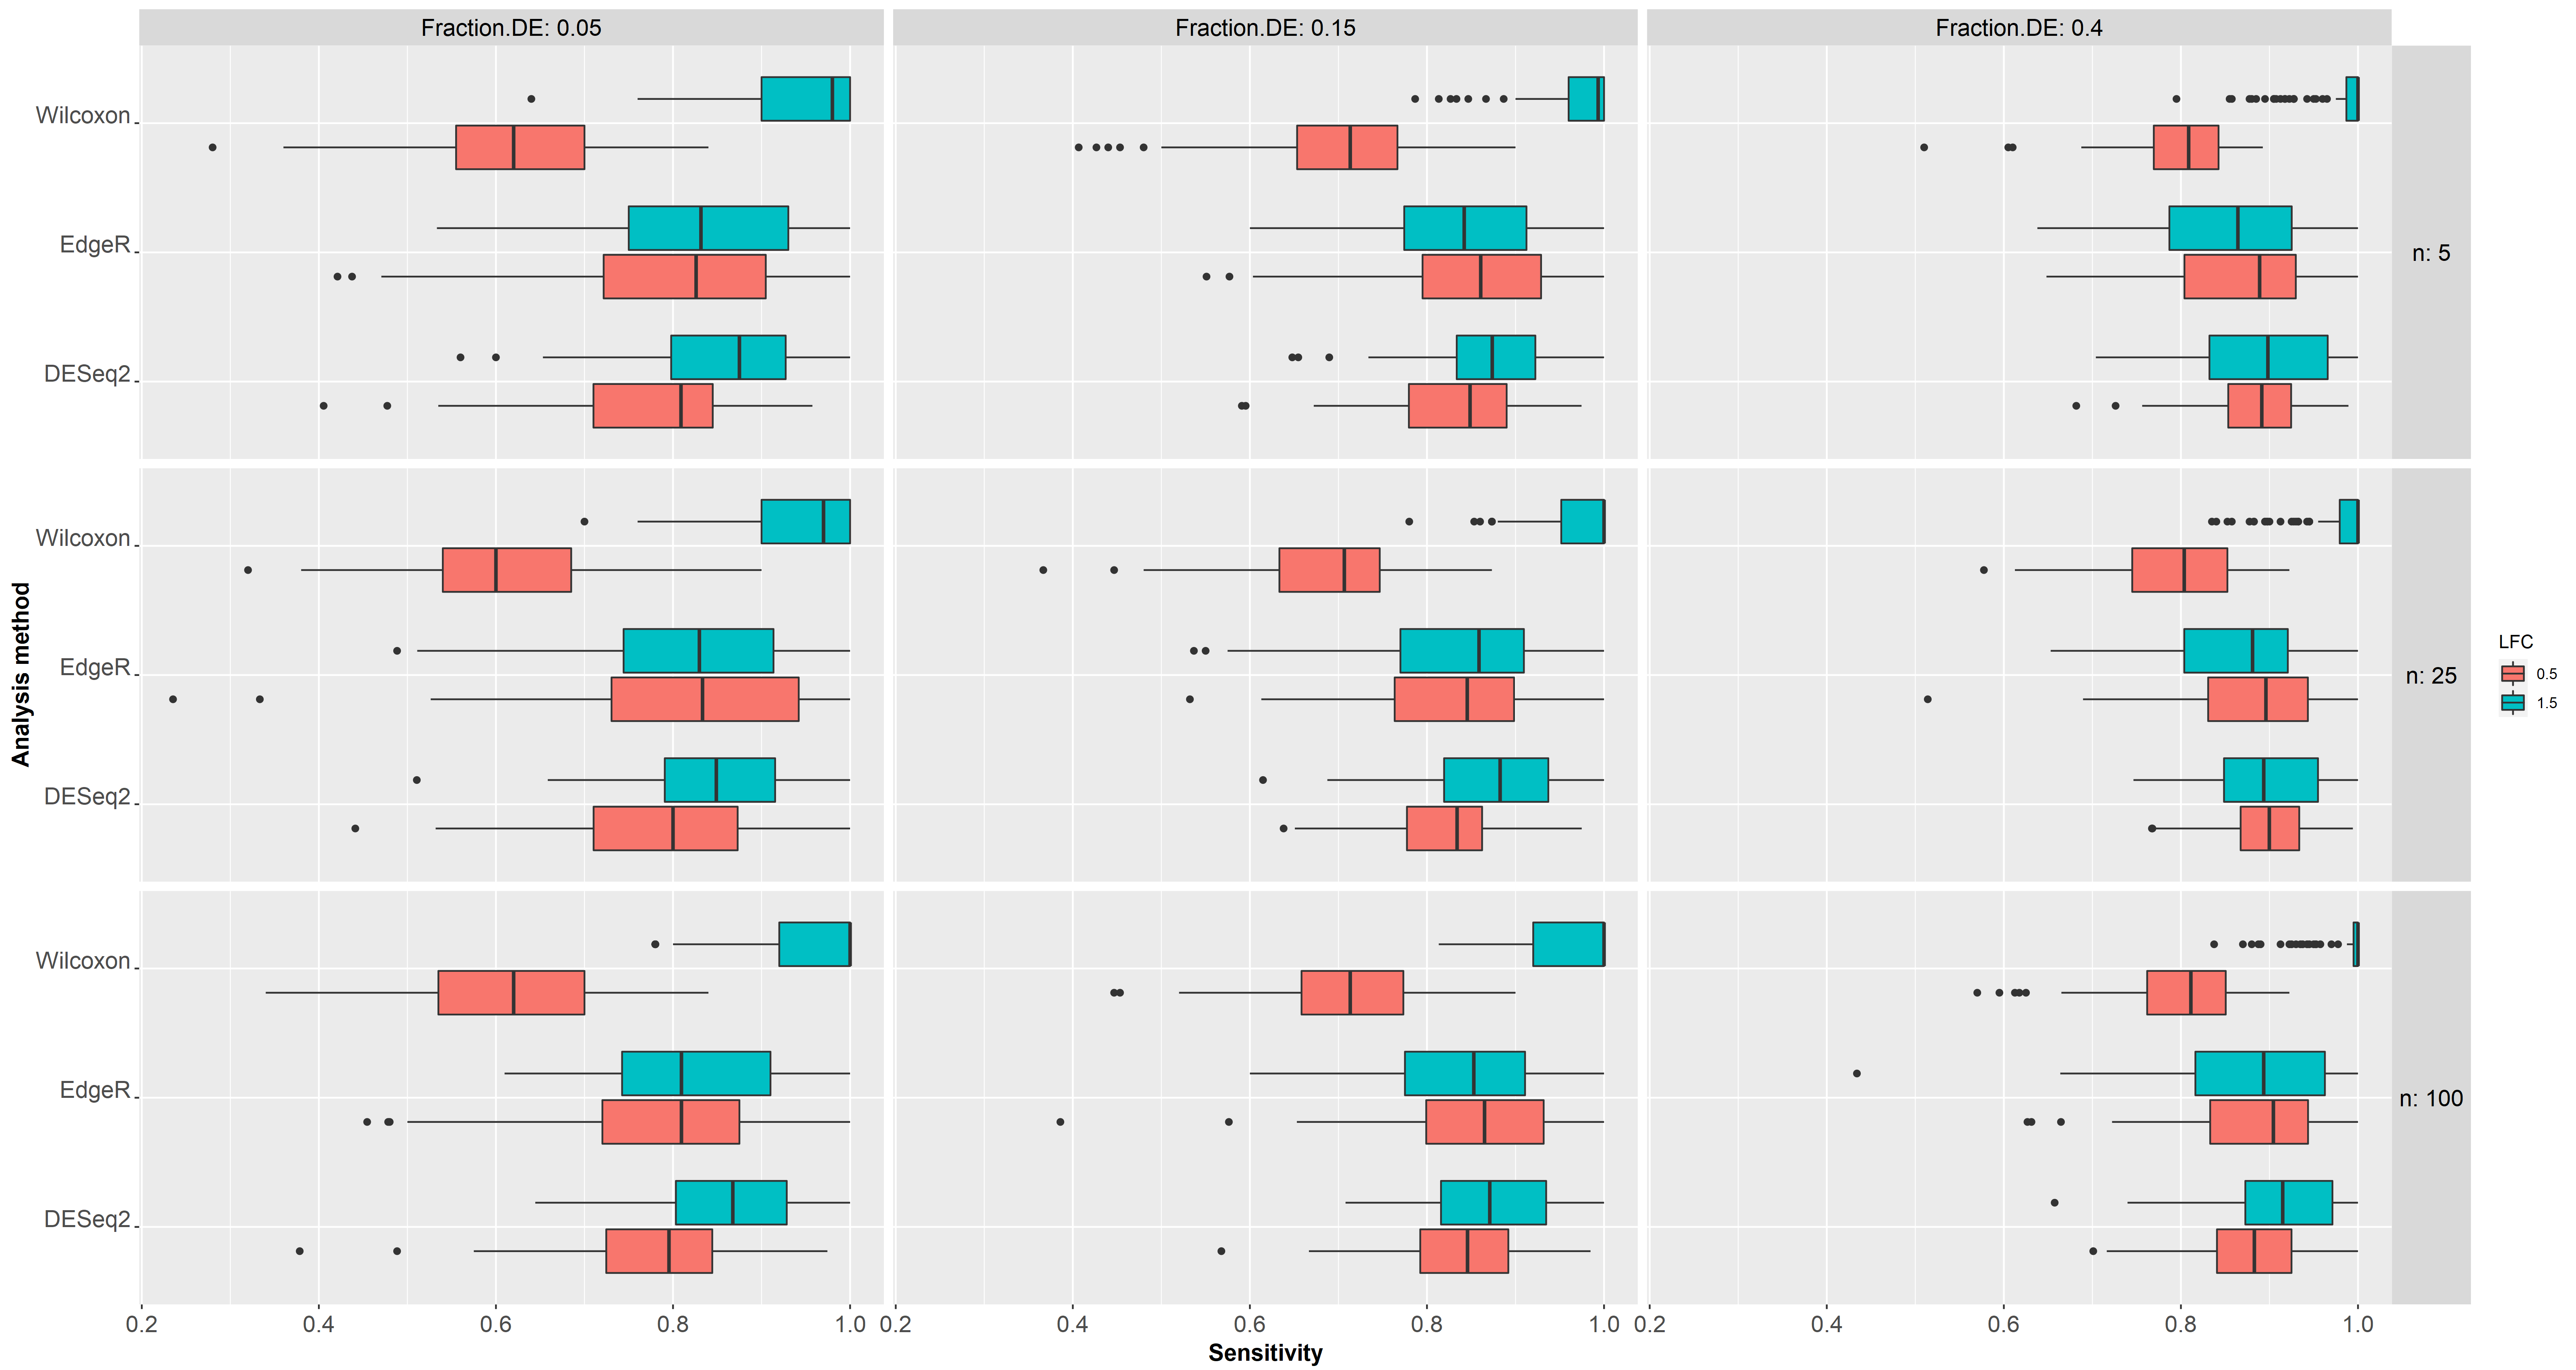 Fraction.DE: 0.05 Fraction.DE: 0.15 Fraction.DE: 0.4
Wilcoxon
EdgeR
DESeq2
n: 5
Wilcoxon
EdgeR
DESeq2
n: 25
Wilcoxon
EdgeR
DESeq2
n: 100
Analysis method
LFC
0.5
1.5
0.2 0.4 0.6 0.8 1.0 0.2 0.4 0.6 0.8 1.0 0.2 0.4 0.6 0.8 1.0
Sensitivity